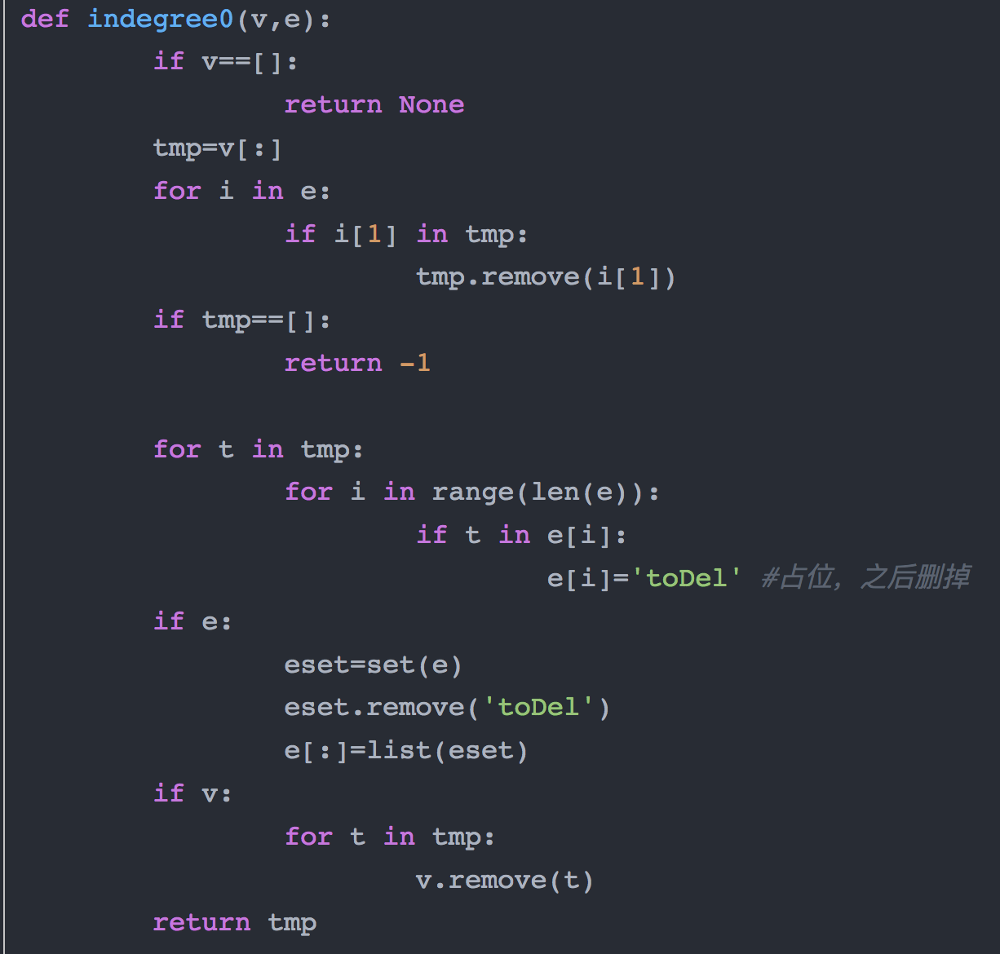 def indegree0(v,e):
        if v==[]:
                return None
        tmp=v[:]
        for i in e:
                if i[1] in tmp:
                        tmp.remove(i[1])
        if tmp==[]:
                return -1

        for t in tmp:
                for i in range(len(e)):
                        if t in e[i]:
                                e[i]='toDel' #占位，之后删掉
        if e:
                eset=set(e)
                eset.remove('toDel')
                e[:]=list(eset)
        if v:
                for t in tmp:
                        v.remove(t)
        return tmp